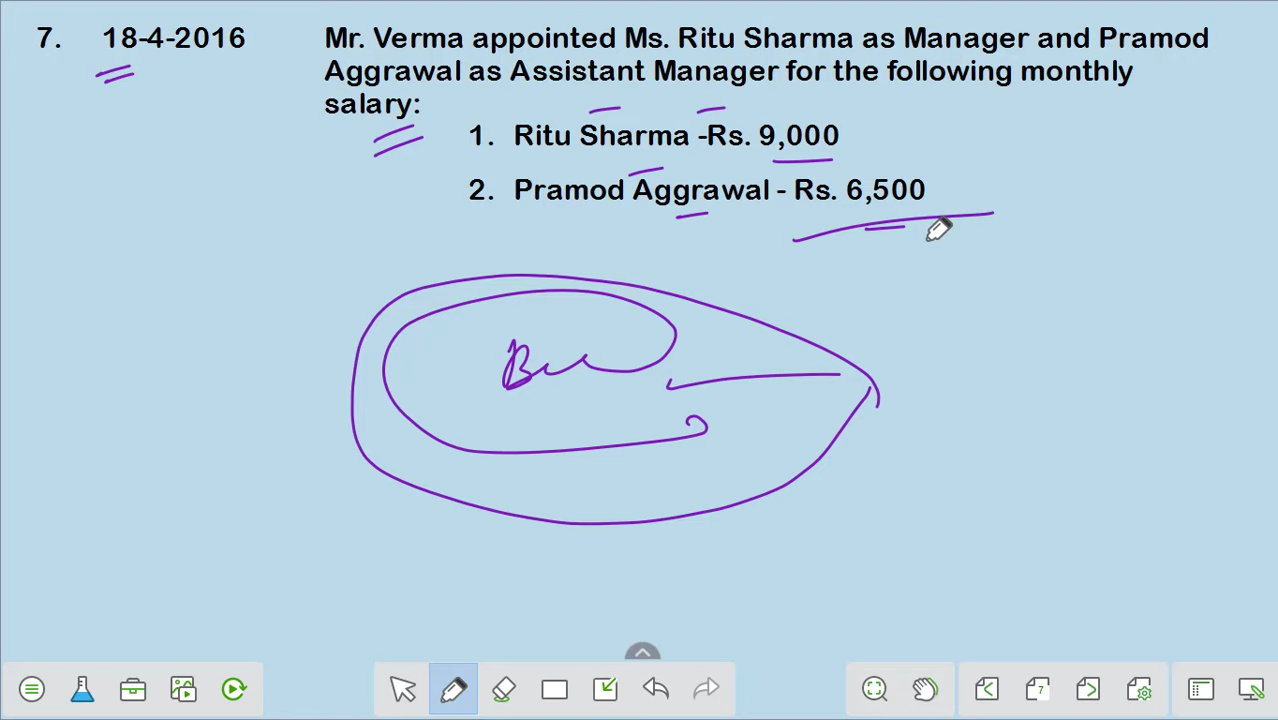 7. 18-4-2016 Mr. Verma appointed Ms. Ritu Sharma as Manager and Pramod
Aggrawal as Assistant Manager for the following monthly
salary:
1. Ritu Sharma -Rs. 9,000
2. Pramod Aggrawal - Rs. 6,500
7